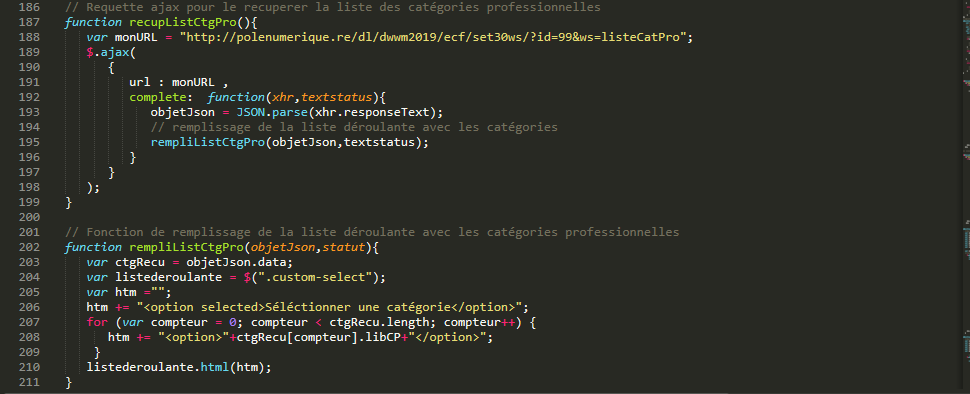 186 // Requette ajax pour le recuperer la liste des catégories professionnelles
187 function recupListCtgPro(){
188 var monURL = "http://polenumerique.re/dl/dwwm2019/ecf/set30ws/?id=99&ws=listeCatPro";
189 $.ajax(
190 {
191 url : monURL ,
192 complete: function(xhr,textstatus){
193 objetJson = JSON.parse(xhr.responseText);
194 // remplissage de la liste déroulante avec les catégories
195 rempliListCtgPro(objetJson,textstatus);
196 }
197 }
198 );
199 }
200
201 // Fonction de remplissage de la liste déroulante avec les catégories professionnelles
202 function rempliListCtgPro(objetJson,statut){
203 var ctgRecu = objetJson.data;
204 var listederoulante = $(".custom-select");
205 var htm ="";
206 htm += "<option selected>Séléctionner une catégorie</option>";
207 for (var compteur = 0; compteur < ctgRecu.length; compteur++) {
208 htm += "<option>"+ctgRecu[compteur].libCP+"</option>";
209 }
210 listederoulante.html(htm);
211 }